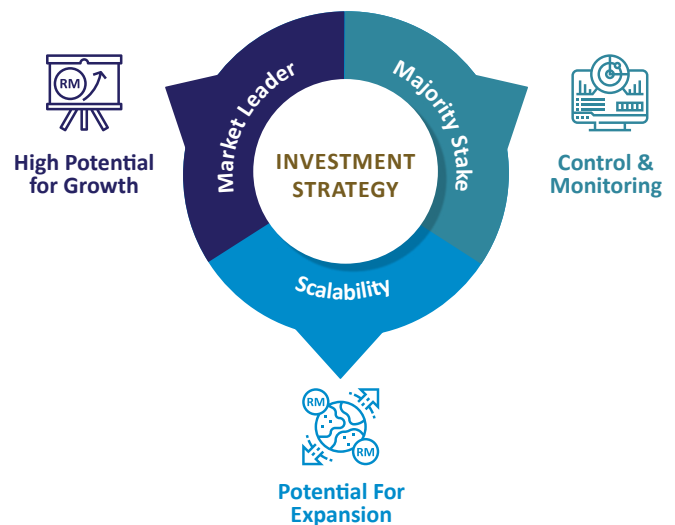 RM
High Potential
for Growth
Market Leader
INVESTMENT
STRATEGY
Majority Stake
Control &
Monitoring
Scalability
RM
RM
Potential For
Expansion